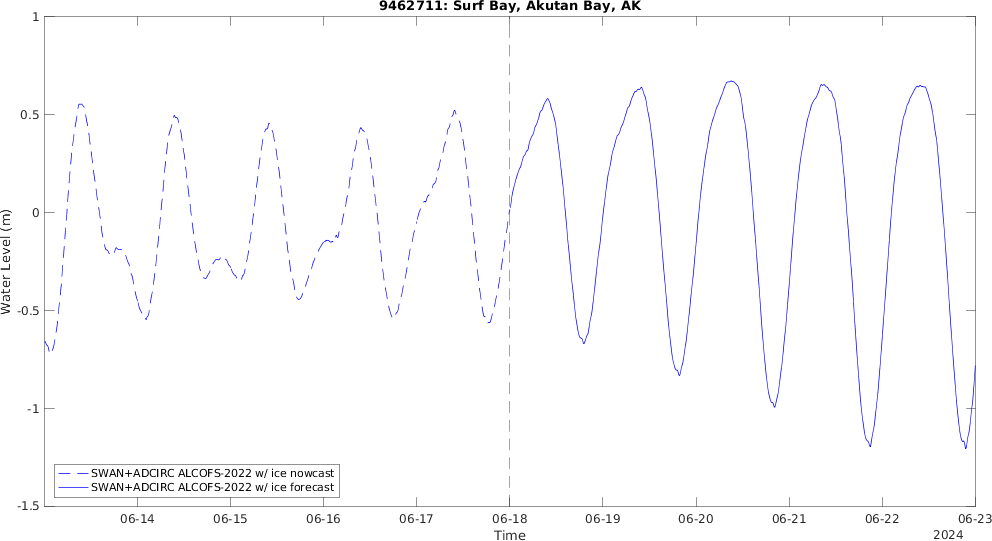 9462711: Surf Bay, Akutan Bay, AK
Water Level (m)
1
0.5
0
-0.5
-1
-1.5
SWAN+ADCIRC ALCOFS-2022 w/ ice nowcast
SWAN+ADCIRC ALCOFS-2022 w/ ice forecast
06-14 06-15 06-16 06-17 06-18 06-19 06-20 06-21 06-22 06-23
Time
2024